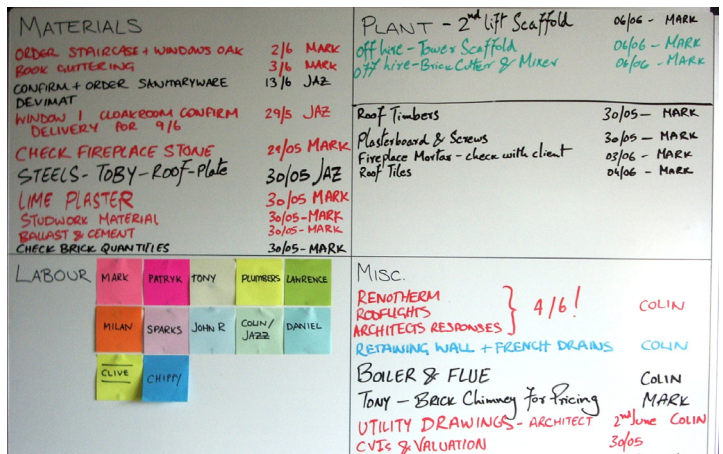 MATERIALS
ORDER STAIRCASE + WINDOWS OAK 2/6 MARK
BOOK GUTTERING 3/6 MARK
CONFIRM + ORDER SANITARYWARE 13/6 JAZ
DEVIMAT
WINDOW 1 CLOAKROOM CONFIRM 29/5 JAZ
DELIVERY FOR 9/6
CHECK FIREPLACE STONE 29/05 MARK
STEELS - TOBY - ROOF - Plate 30/05 JAZ
LIME PLASTER 30/05 MARK
STUDWORK MATERIAL 30/05 - MARK
BALLAST & CEMENT 30/05 - MARK
CHECK BRICK QUANTITIES 30/05 - MARK
PLANT - 2nd lift Scaffold 06/06 - MARK
off hire - Tower Scaffold 06/06 - MARK
off hire - Brick Cutter & Mixer 06/06 - MARK
Roof Timbers 30/05 - MARK
Plasterboard & Screws 30/05 - MARK
Fireplace Mortar - check with client 03/06 - MARK
Roof Tiles 04/06 - MARK
LABOUR
MARK PATRYK TONY PLUMBERS LAWRENCE
MILAN SPARKS JOHN R COLIN/ DANIEL
JAZZ
CLIVE CHIPPY
MISC.
RENOTHERM
ROOFLIGHTS 4/6! COLIN
ARCHITECTS RESPONSES
RETAINING WALL + FRENCH DRAINS COLIN
BOILER & FLUE COLIN
TONY - BRICK Chimney For Pricing MARK
UTILITY DRAWINGS - ARCHITECT 2nd June COLIN
CVIs & VALUATION 30/05